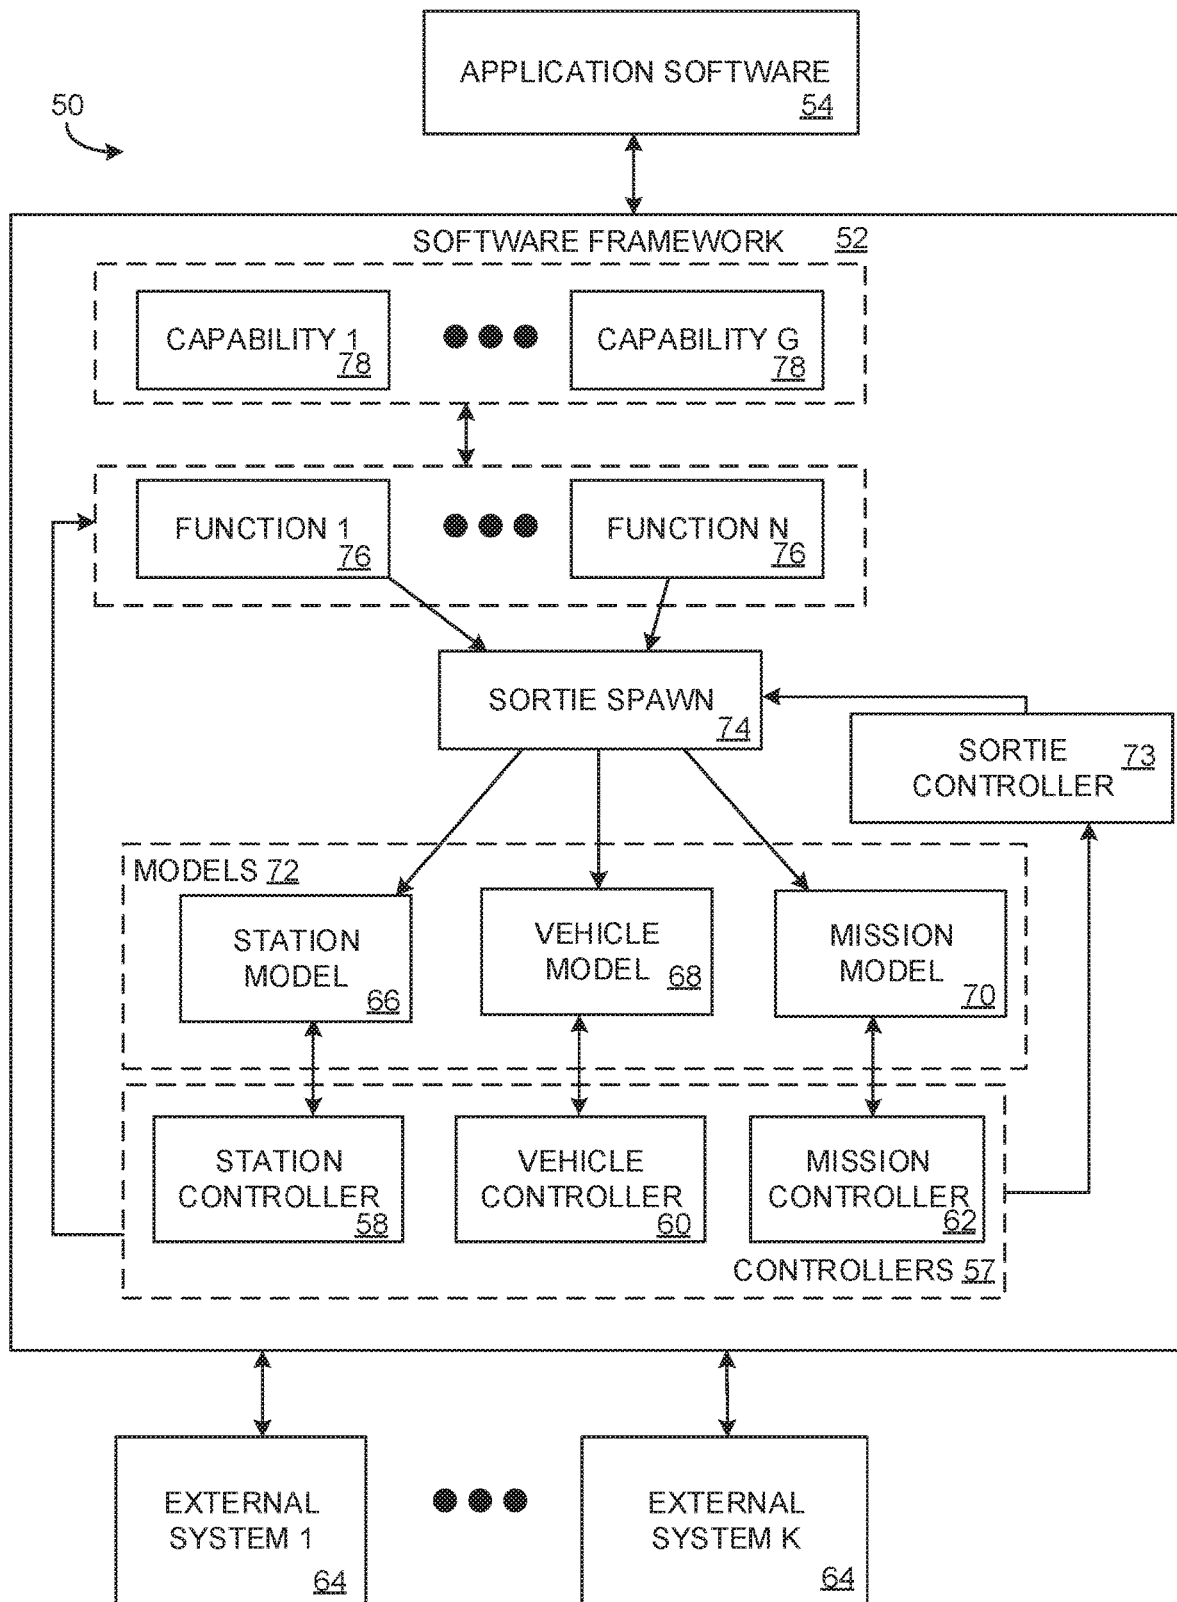 APPLICATION SOFTWARE
54
50
SOFTWARE FRAMEWORK 52
CAPABILITY 1
78
CAPABILITY G
78
FUNCTION 1
76
FUNCTION N
76
SORTIE SPAWN
74
SORTIE
CONTROLLER
73
MODELS 72
STATION
MODEL
66
VEHICLE
MODEL
68
MISSION
MODEL
70
STATION
CONTROLLER
58
VEHICLE
CONTROLLER
60
MISSION
CONTROLLER
62
CONTROLLERS 57
EXTERNAL
SYSTEM 1
64
EXTERNAL
SYSTEM K
64